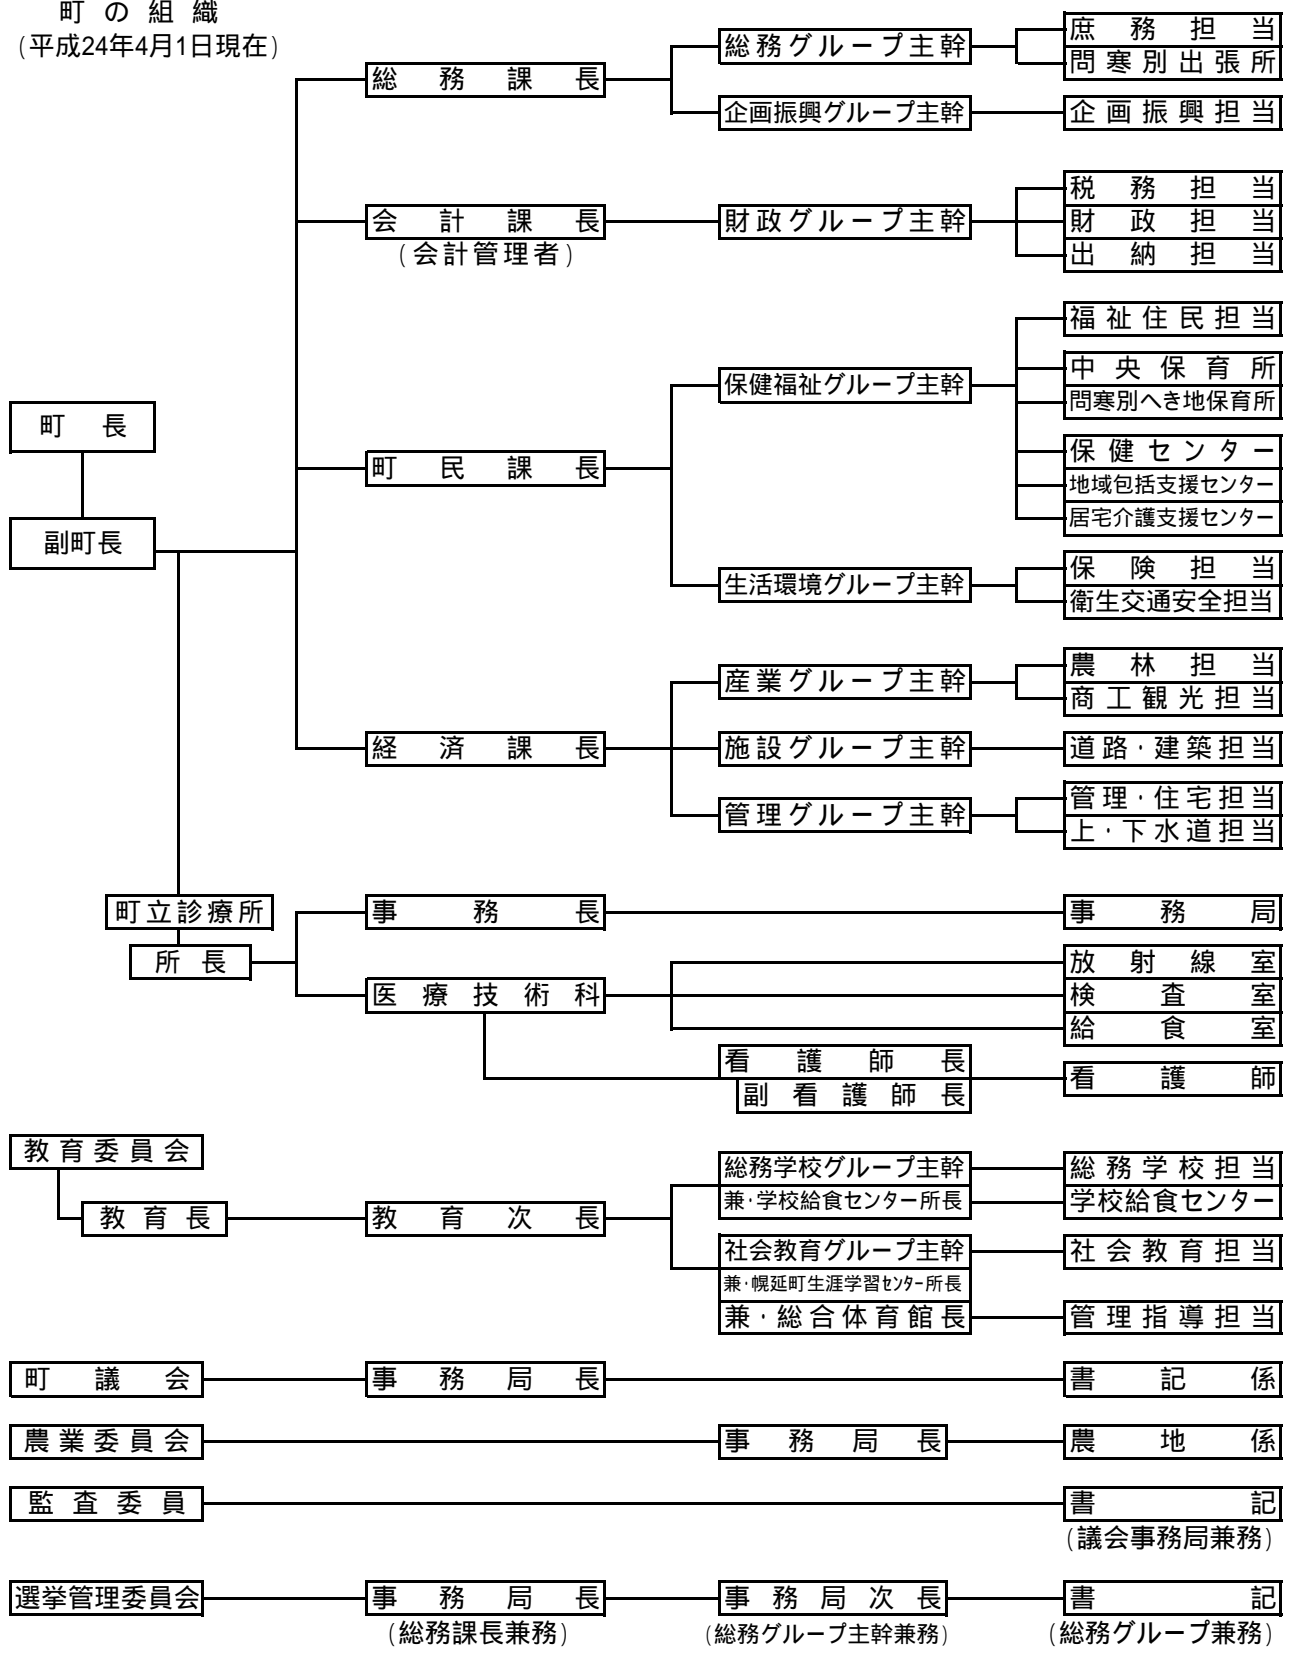 町の組織
(平成24年4月1日現在)
総務課長
総務グループ主幹
庶務担当
問寒別出張所
企画振興グループ主幹
企画振興担当
会計課長
(会計管理者)
財政グループ主幹
税務担当
財政担当
出納担当
町長
副町長
町民課長
保健福祉グループ主幹
福祉住民担当
中央保育所
問寒別へき地保育所
保健センター
地域包括支援センター
居宅介護支援センター
生活環境グループ主幹
保険担当
衛生交通安全担当
経済課長
産業グループ主幹
農林担当
商工観光担当
施設グループ主幹
道路・建築担当
管理グループ主幹
管理・住宅担当
上・下水道担当
町立診療所
所長
事務長
事務局
医療技術科
放射線室
検査室
給食室
看護師長
副看護師長
看護師
教育委員会
教育長
教育次長
総務学校グループ主幹
兼・学校給食センター所長
総務学校担当
学校給食センター
社会教育グループ主幹
兼・幌延町生涯学習センター所長
兼・総合体育館長
社会教育担当
管理指導担当
町議会
事務局長
書記係
農業委員会
事務局長
農地係
監査委員
書記
(議会事務局兼務)
選挙管理委員会
事務局長
(総務課長兼務)
事務局次長
(総務グループ主幹兼務)
書記
(総務グループ兼務)